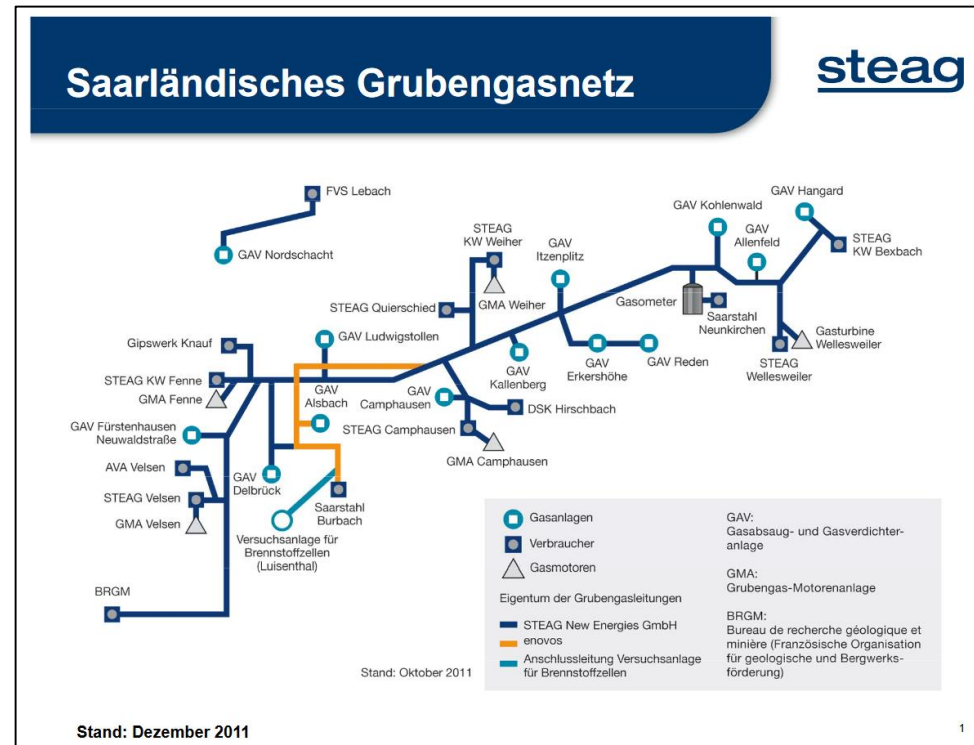 Saarländisches Grubengasnetz
steag
FVS Lebach
GAV Nordschacht
STEAG
KW Weiher
GMA Weiher
STEAG Quierschied
GAV
Itzenplitz
GAV Kohlenwald
GAV
Allenfeld
GAV Hangard
STEAG
KW Bexbach
Gasometer
Saarstahl
Neunkirchen
Gasturbine
Wellesweiler
STEAG
Wellesweiler
Gipswerk Knauf
GAV Ludwigstollen
STEAG KW Fenne
GMA Fenne
GAV
Alsbach
GAV
Kallenberg
GAV
Erkershöhe
GAV Reden
GAV
Camphausen
DSK Hirschbach
STEAG Camphausen
GMA Camphausen
GAV Fürstenhausen
Neuwaldstraße
AVA Velsen
STEAG Velsen
GMA Velsen
GAV
Delbrück
Saarstahl
Burbach
Versuchsanlage für
Brennstoffzellen
(Luisenthal)
BRGM
Gasanlagen
Verbraucher
Gasmotoren
Eigentum der Grubengasleitungen
STEAG New Energies GmbH
enovos
Anschlussleitung Versuchsanlage
für Brennstoffzellen
GAV:
Gasabsaug- und Gasverdichter-
anlage
GMA:
Grubengas-Motorenanlage
BRGM:
Bureau de recherche géologique et
minière (Französische Organisation
für geologische und Bergwerks-
förderung)
Stand: Oktober 2011
Stand: Dezember 2011
1